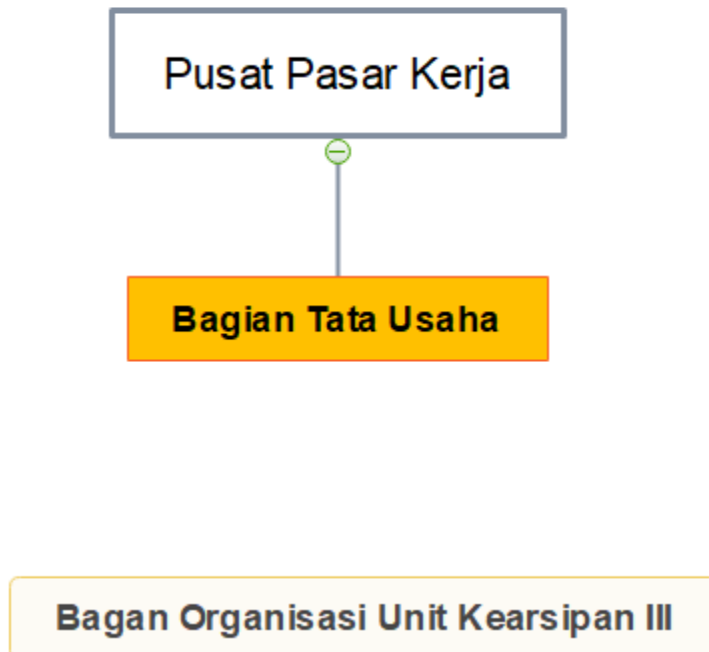 Pusat Pasar Kerja
Bagian Tata Usaha
Bagan Organisasi Unit Kearsipan III